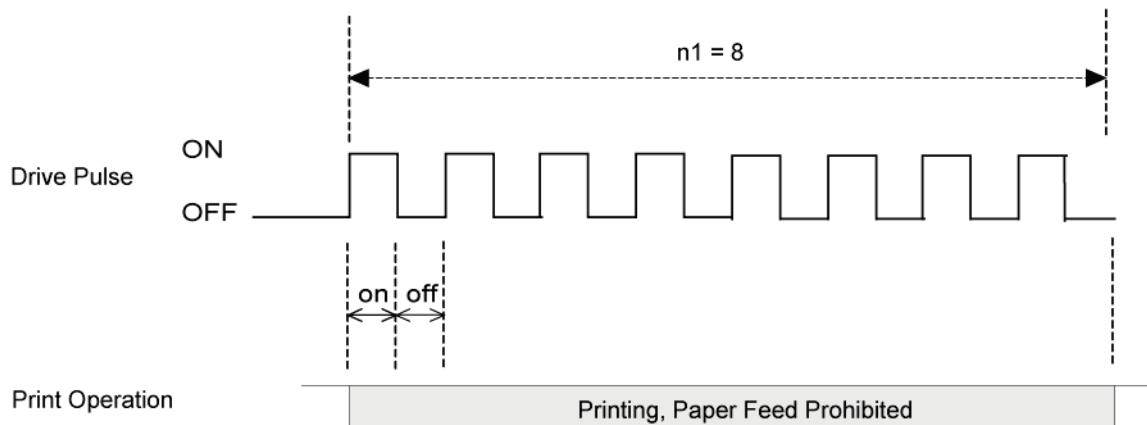 n1 = 8
ON
Drive Pulse
OFF
on off
Print Operation
Printing, Paper Feed Prohibited